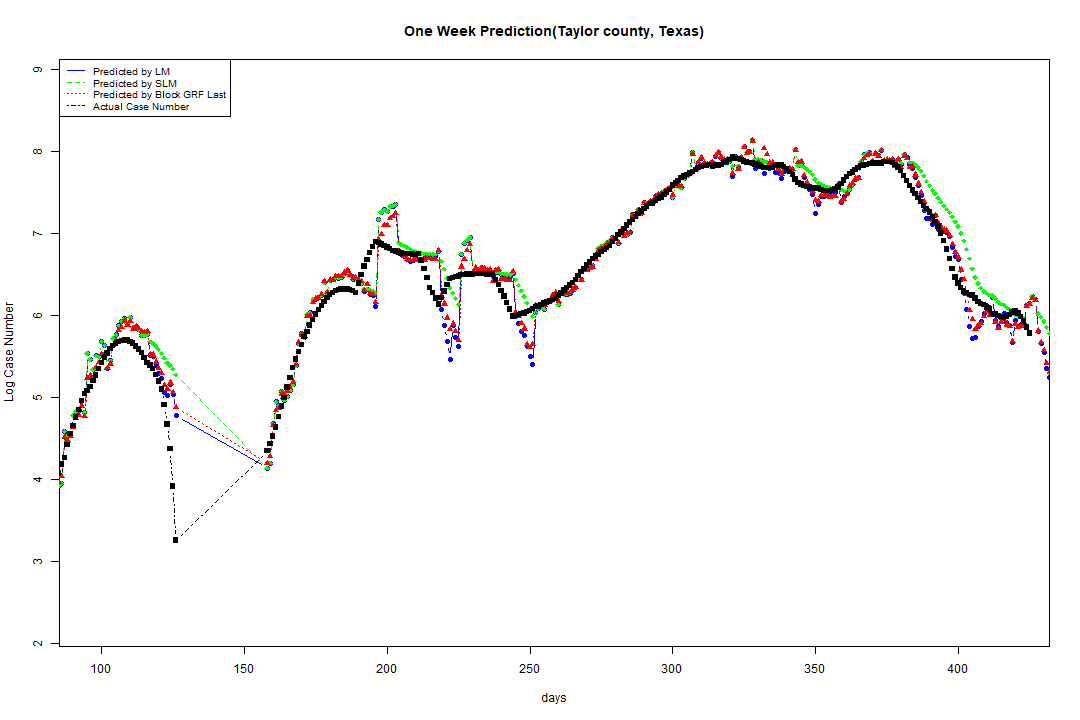 One Week Prediction(Taylor county, Texas)
Predicted by LM
Predicted by SLM
Predicted by Block GRF Last
Actual Case Number
Log Case Number
9
8
7
6
5
4
3
2
100 150 200 250 300 350 400
days